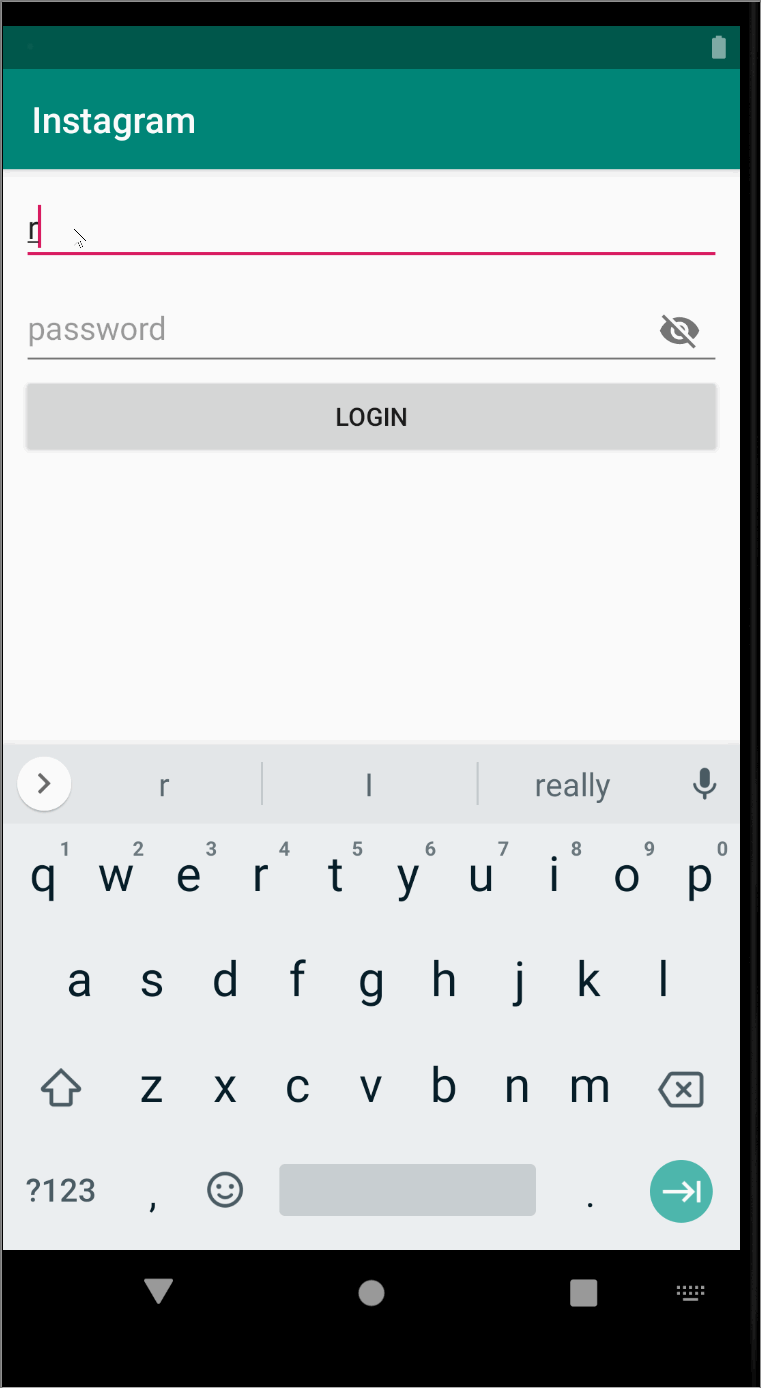 Instagram
r
password
LOGIN
r I really
1 2 3 4 5 6 7 8 9 0
q w e r t y u i o p
a s d f g h j k l
z x c v b n m
?123 , .